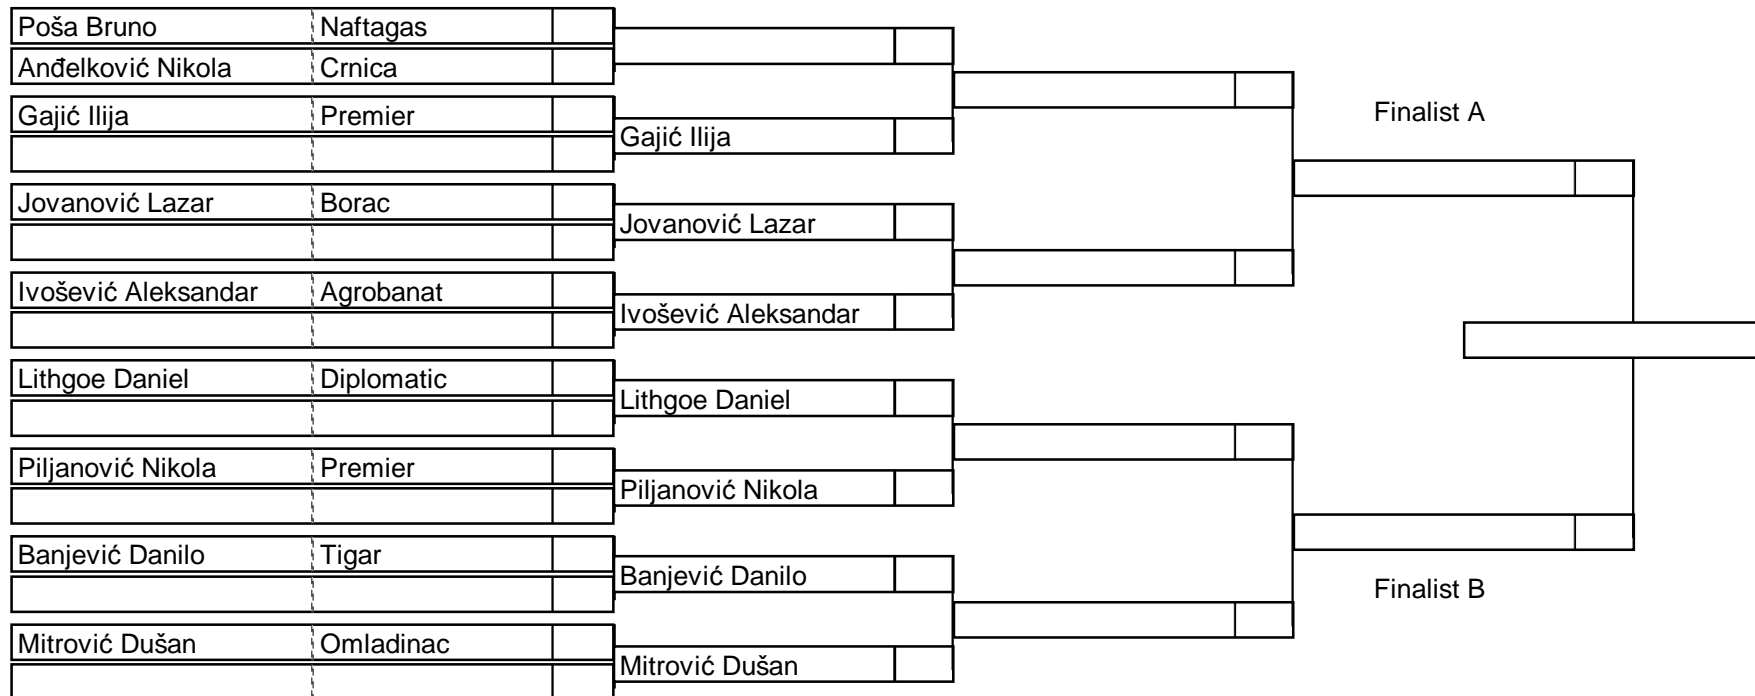 Poša Bruno Naftagas
Anđelković Nikola Crnica
Gajić Ilija Premier
Gajić Ilija
Finalist A
Jovanović Lazar Borac
Jovanović Lazar
Ivošević Aleksandar Agrobanat
Ivošević Aleksandar
Lithgoe Daniel Diplomatic
Lithgoe Daniel
Piljanović Nikola Premier
Piljanović Nikola
Banjević Danilo Tigar
Banjević Danilo
Finalist B
Mitrović Dušan Omladinac
Mitrović Dušan